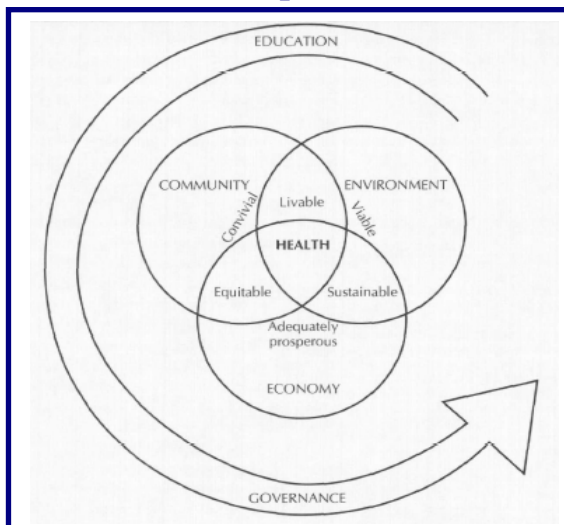 EDUCATION
COMMUNITY
ENVIRONMENT
Convivial
Livable
Viable
HEALTH
Equitable
Sustainable
Adequately
prosperous
ECONOMY
GOVERNANCE